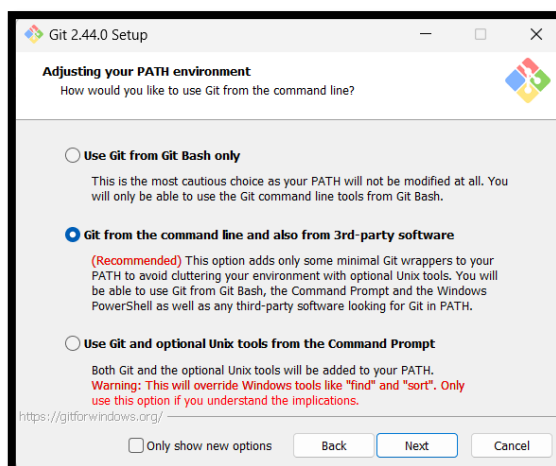 Git 2.44.0 Setup
Adjusting your PATH environment
How would you like to use Git from the command line?
Use Git from Git Bash only
This is the most cautious choice as your PATH will not be modified at all. You
will only be able to use the Git command line tools from Git Bash.
Git from the command line and also from 3rd-party software
(Recommended) This option adds only some minimal Git wrappers to your
PATH to avoid cluttering your environment with optional Unix tools. You will
be able to use Git from Git Bash, the Command Prompt and the Windows
PowerShell as well as any third-party software looking for Git in PATH.
Use Git and optional Unix tools from the Command Prompt
Both Git and the optional Unix tools will be added to your PATH.
Warning: This will override Windows tools like "find" and "sort". Only
use this option if you understand the implications.
https://gitforwindows.org/
Only show new options
Back
Next
Cancel